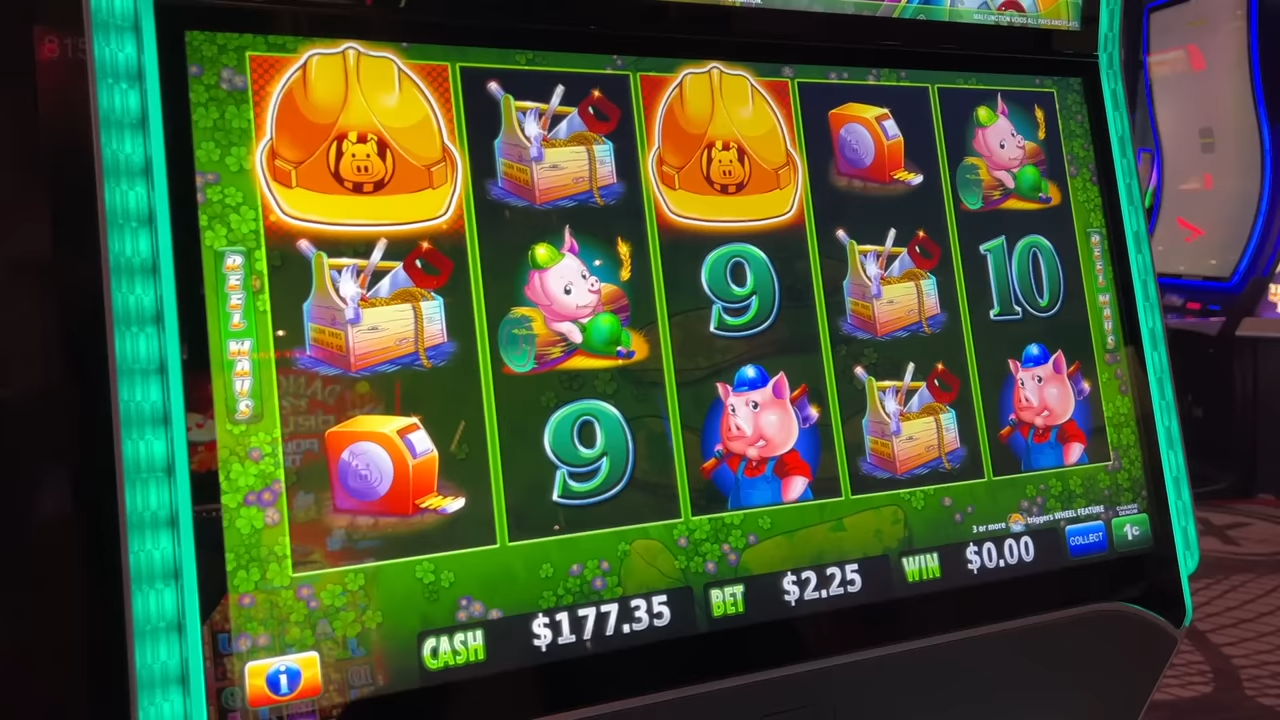 815
MALFUNCTION VOIDS ALL PAYS AND PLAYS
REEL WAYS
9
10
9
REEL WAYS
3 or more triggers WHEEL FEATURE
CHANGE DENOM
CASH $177.35 BET $2.25 WIN $0.00 COLLECT 1¢
i